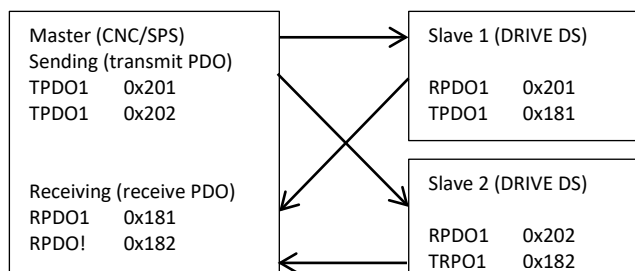 Master (CNC/SPS)
Sending (transmit PDO)
TPDO1 0x201
TPDO1 0x202
Receiving (receive PDO)
RPDO1 0x181
RPDO! 0x182
Slave 1 (DRIVE DS)
RPDO1 0x201
TPDO1 0x181
Slave 2 (DRIVE DS)
RPDO1 0x202
TRPO1 0x182